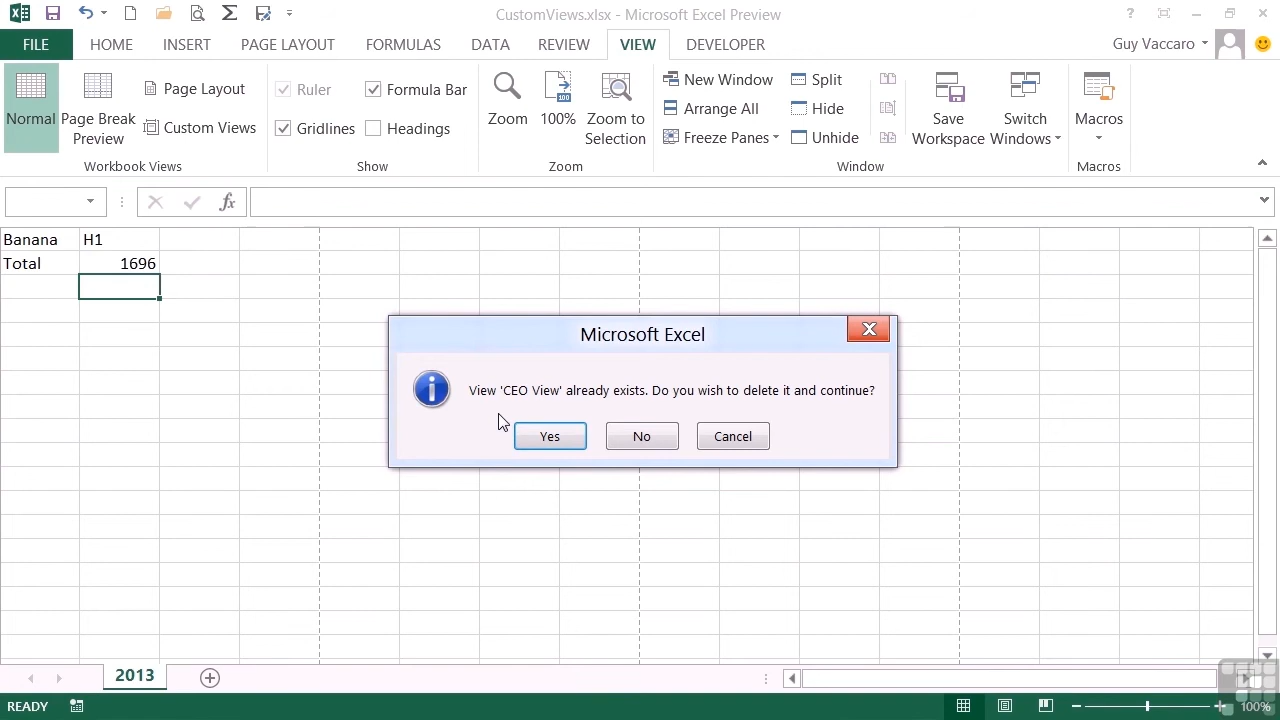 CustomViews.xlsx - Microsoft Excel Preview
?
FILE HOME INSERT PAGE LAYOUT FORMULAS DATA REVIEW VIEW DEVELOPER Guy Vaccaro
Normal
Page Break
Preview
Page Layout
Custom Views
Workbook Views
Ruler
Formula Bar
Gridlines
Headings
Show
Zoom
100
100%
Zoom to
Selection
Zoom
New Window
Arrange All
Freeze Panes
Split
Hide
Unhide
Save
Workspace
Switch
Windows
Window
Macros
Macros
fx
Banana H1
Total 1696
Microsoft Excel
View 'CEO View' already exists. Do you wish to delete it and continue?
Yes No Cancel
2013
READY
100%